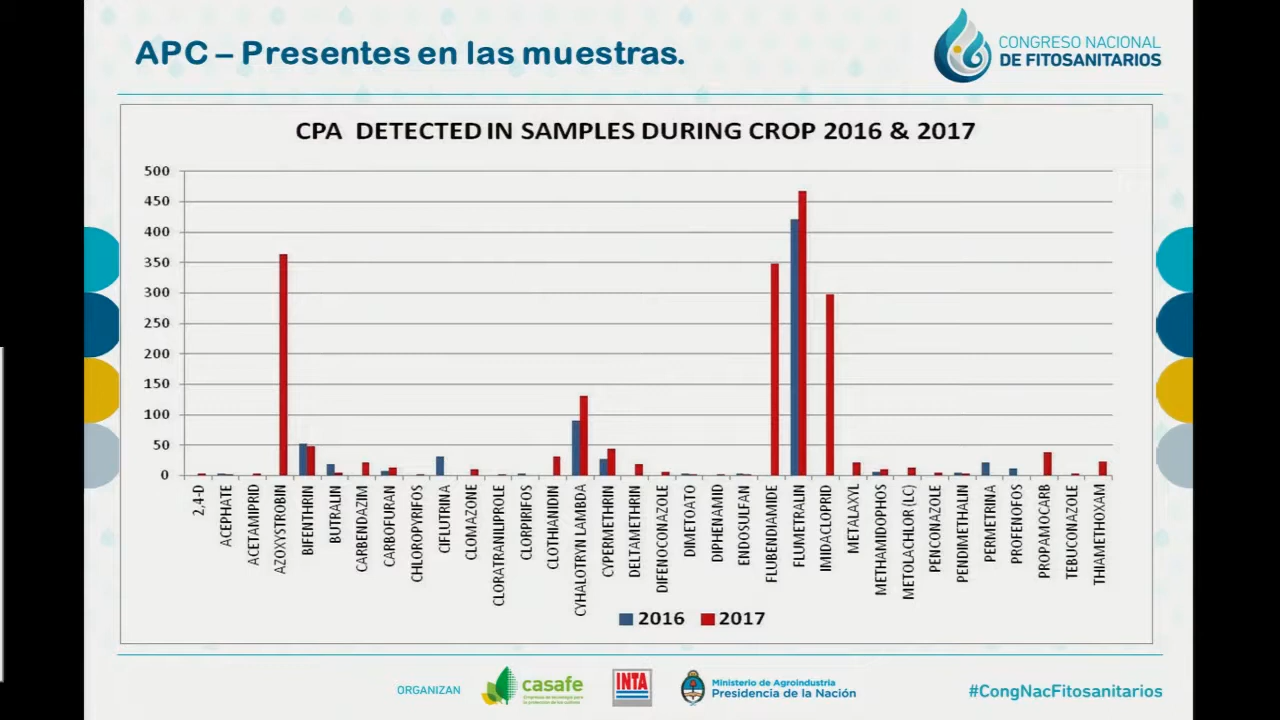 APC – Presentes en las muestras.
CONGRESO NACIONAL
DE FITOSANITARIOS
CPA DETECTED IN SAMPLES DURING CROP 2016 & 2017
500
450
400
350
300
250
200
150
100
50
0
2,4-D
ACEPHATE
ACETAMIPRID
AZOXYSTROBIN
BIFENTHRIN
BUTRALIN
CARBENDAZIM
CARBOFURAN
CHLOROPYRIFOS
CIFLUTRINA
CLOMAZONE
CLORATRANILIPROLE
CLORPIRIFOS
CLOTHIANIDIN
CYHALOTRYN LAMBDA
CYPERMETHRIN
DELTAMETHRIN
DIFENOCONAZOLE
DIMETOATO
DIPHENAMID
ENDOSULFAN
FLUBENDIAMIDE
FLUMETRALIN
IMIDACLOPRID
METALAXYL
METHAMIDOPHOS
METOLACHLOR (LC)
PENCONAZOLE
PENDIMETHALIN
PERMETRINA
PROFENOFOS
PROPAMOCARB
TEBUCONAZOLE
THIAMETHOXAM
2016
2017
ORGANIZAN
casafe
INTA
Ministerio de Agroindustria
Presidencia de la Nación
#CongNacFitosanitarios